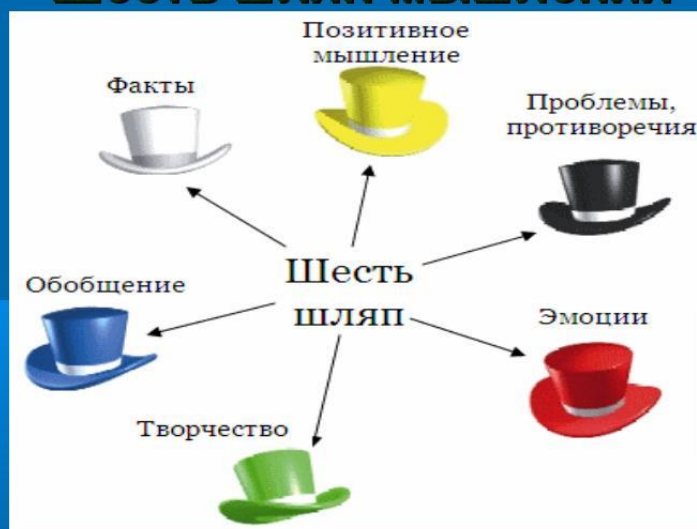 Позитивное
мышление
Факты
Проблемы,
противоречия
Шесть
шляп
Обобщение
Эмоции
Творчество